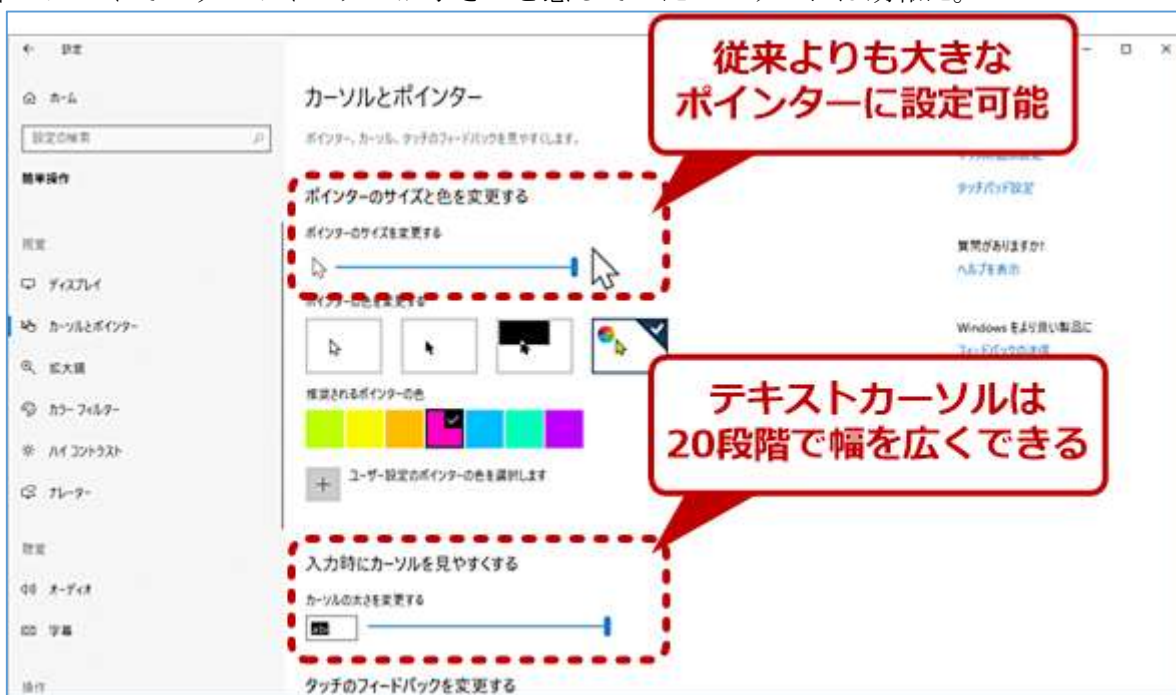 設定
ホーム
設定の検索
簡単操作
視覚
ディスプレイ
カーソルとポインター
拡大鏡
カラー フィルター
ハイ コントラスト
ナレーター
聴覚
オーディオ
字幕
操作
カーソルとポインター
ポインター、カーソル、タッチのフィードバックを見やすくします。
ポインターのサイズと色を変更する
ポインターのサイズを変更する
ポインターの色を変更する
推奨されるポインターの色
ユーザー設定のポインターの色を選択します
入力時にカーソルを見やすくする
カーソルの太さを変更する
タッチのフィードバックを変更する
従来よりも大きな
ポインターに設定可能
タッチパッド設定
質問がありますか?
ヘルプを表示
Windows をより良い製品に
フィードバックの送信
テキストカーソルは
20段階で幅を広くできる